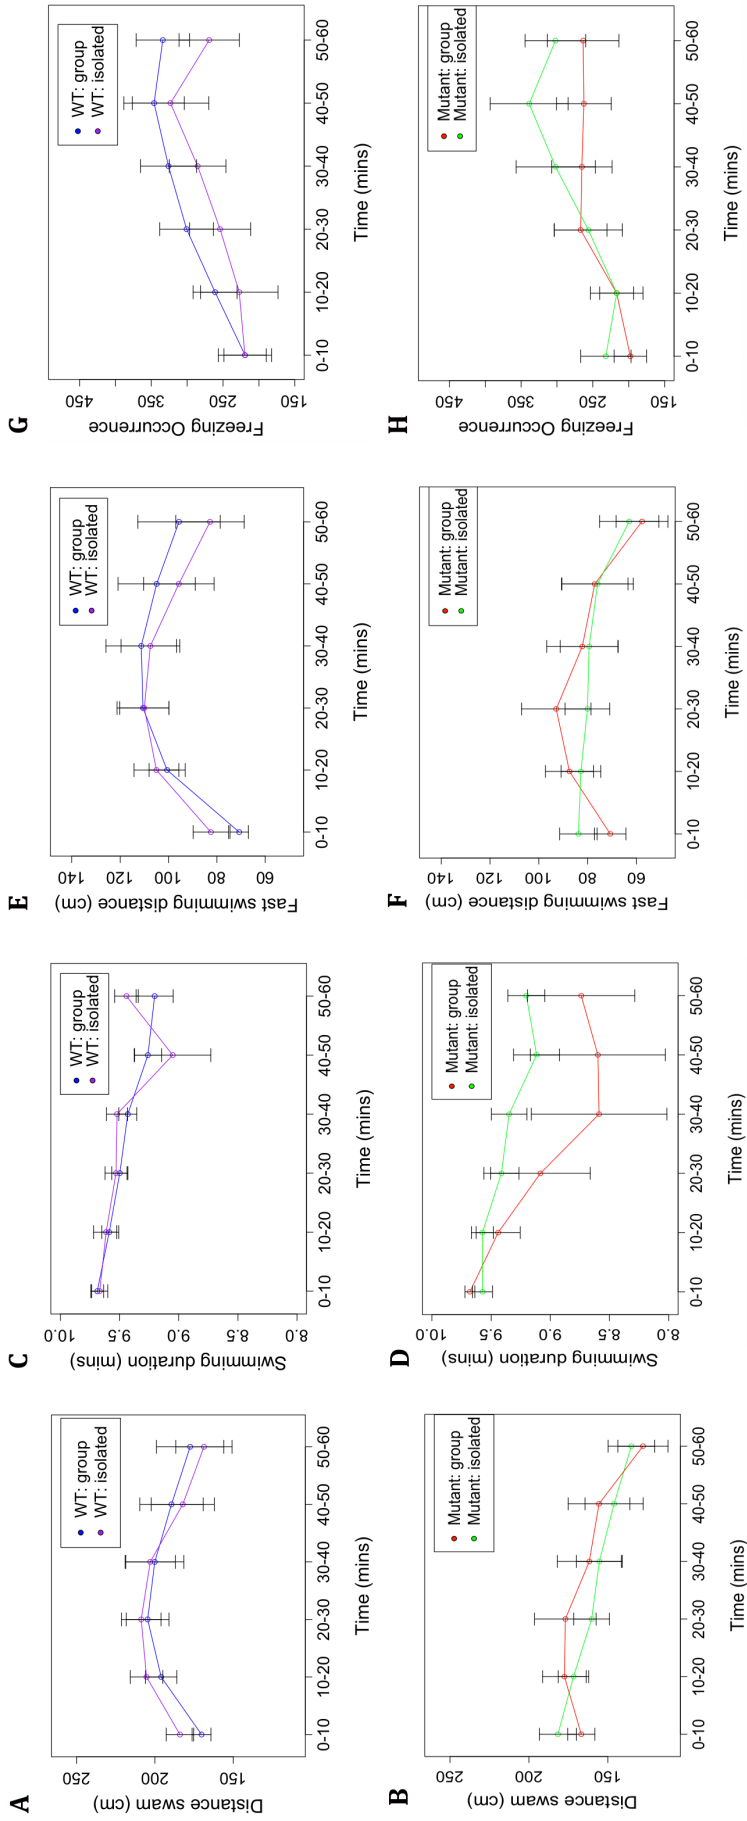 A
Distance swam (cm)
250
200
150
WT: group
WT: isolated
0-10
10-20
20-30
30-40
40-50
50-60
Time (mins)
C
Swimming duration (mins)
10.0
9.5
9.0
8.5
8.0
WT: group
WT: isolated
0-10
10-20
20-30
30-40
40-50
50-60
Time (mins)
E
Fast swimming distance (cm)
140
120
100
80
60
WT: group
WT: isolated
0-10
10-20
20-30
30-40
40-50
50-60
Time (mins)
G
Freezing Occurrence
450
350
250
150
WT: group
WT: isolated
0-10
10-20
20-30
30-40
40-50
50-60
Time (mins)
B
Distance swam (cm)
250
200
150
Mutant: group
Mutant: isolated
0-10
10-20
20-30
30-40
40-50
50-60
Time (mins)
D
Swimming duration (mins)
10.0
9.5
9.0
8.5
8.0
Mutant: group
Mutant: isolated
0-10
10-20
20-30
30-40
40-50
50-60
Time (mins)
F
Fast swimming distance (cm)
140
120
100
80
60
Mutant: group
Mutant: isolated
0-10
10-20
20-30
30-40
40-50
50-60
Time (mins)
H
Freezing Occurrence
450
350
250
150
Mutant: group
Mutant: isolated
0-10
10-20
20-30
30-40
40-50
50-60
Time (mins)